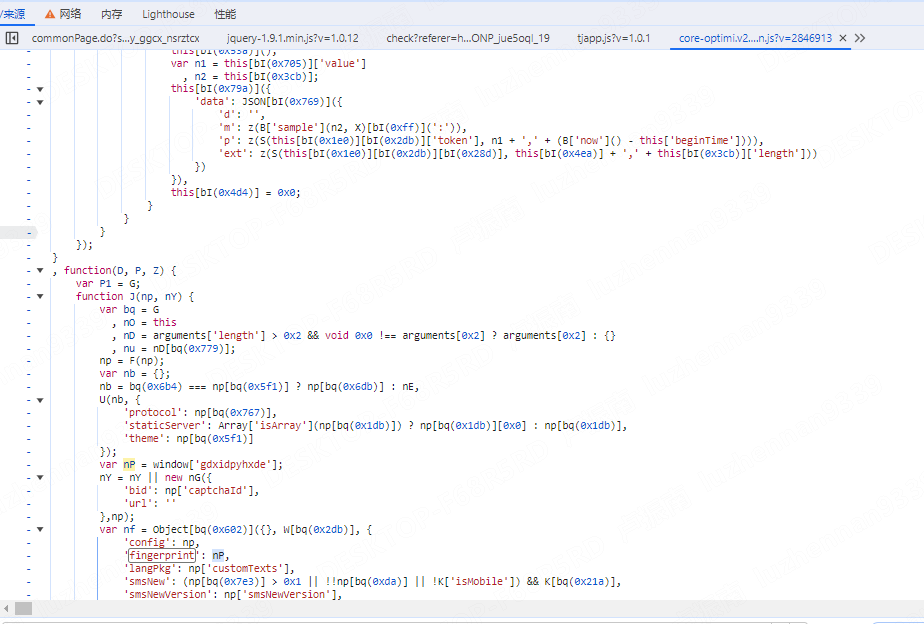 /来源 网络 内存 Lighthouse 性能
commonPage.do?s…y_ggcx_nsrztcx jquery-1.9.1.min.js?v=1.0.12 check?referer=h…ONP_jue5oql_19 tjapp.js?v=1.0.1 core-optimi.v2.…n.js?v=2846913
this[bI(0x53a)]();
var n1 = this[bI(0x705)]['value']
, n2 = this[bI(0x3cb)];
this[bI(0x79a)]({
'data': JSON[bI(0x769)]({
'd': '',
'm': z(B['sample'](n2, X)[bI(0xff)](':')),
'p': z(S(this[bI(0x1e0)][bI(0x2db)]['token'], n1 + ',' + (B['now']() - this['beginTime']))),
'ext': z(S(this[bI(0x1e0)][bI(0x2db)][bI(0x28d)], this[bI(0x4ea)] + ',' + this[bI(0x3cb)]['length']))
})
}),
this[bI(0x4d4)] = 0x0;
}
}
}
});
}
, function(D, P, Z) {
var P1 = G;
function J(np, nY) {
var bq = G
, nO = this
, nD = arguments['length'] > 0x2 && void 0x0 !== arguments[0x2] ? arguments[0x2] : {}
, nu = nD[bq(0x779)];
np = F(np);
var nb = {};
nb = bq(0x6b4) === np[bq(0x5f1)] ? np[bq(0x6db)] : nE,
U(nb, {
'protocol': np[bq(0x767)],
'staticServer': Array['isArray'](np[bq(0x1db)]) ? np[bq(0x1db)][0x0] : np[bq(0x1db)],
'theme': np[bq(0x5f1)]
});
var nP = window['gdxidpyhxde'];
nY = nY || new nG({
'bid': np['captchaId'],
'url': ''
},np);
var nf = Object[bq(0x602)]({}, W[bq(0x2db)], {
'config': np,
'fingerprint': nP,
'langPkg': np['customTexts'],
'smsNew': (np[bq(0x7e3)] > 0x1 || !!np[bq(0xda)] || !K['isMobile']) && K[bq(0x21a)],
'smsNewVersion': np['smsNewVersion'],